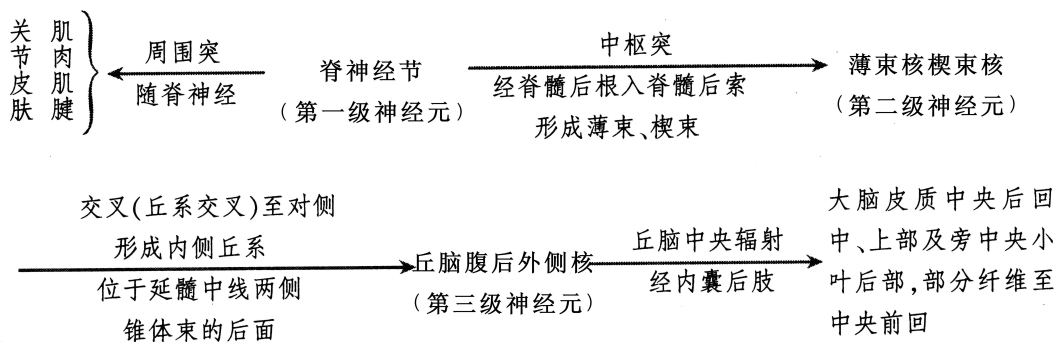 关节皮肤 肌肉肌腱
周围突
随脊神经
脊神经节
(第一级神经元)
中枢突
经脊髓后根入脊髓后索
形成薄束、楔束
薄束核楔束核
(第二级神经元)
交叉(丘系交叉)至对侧
形成内侧丘系
位于延髓中线两侧
锥体束的后面
丘脑腹后外侧核
(第三级神经元)
丘脑中央辐射
经内囊后肢
大脑皮质中央后回
中、上部及旁中央小
叶后部,部分纤维至
中央前回